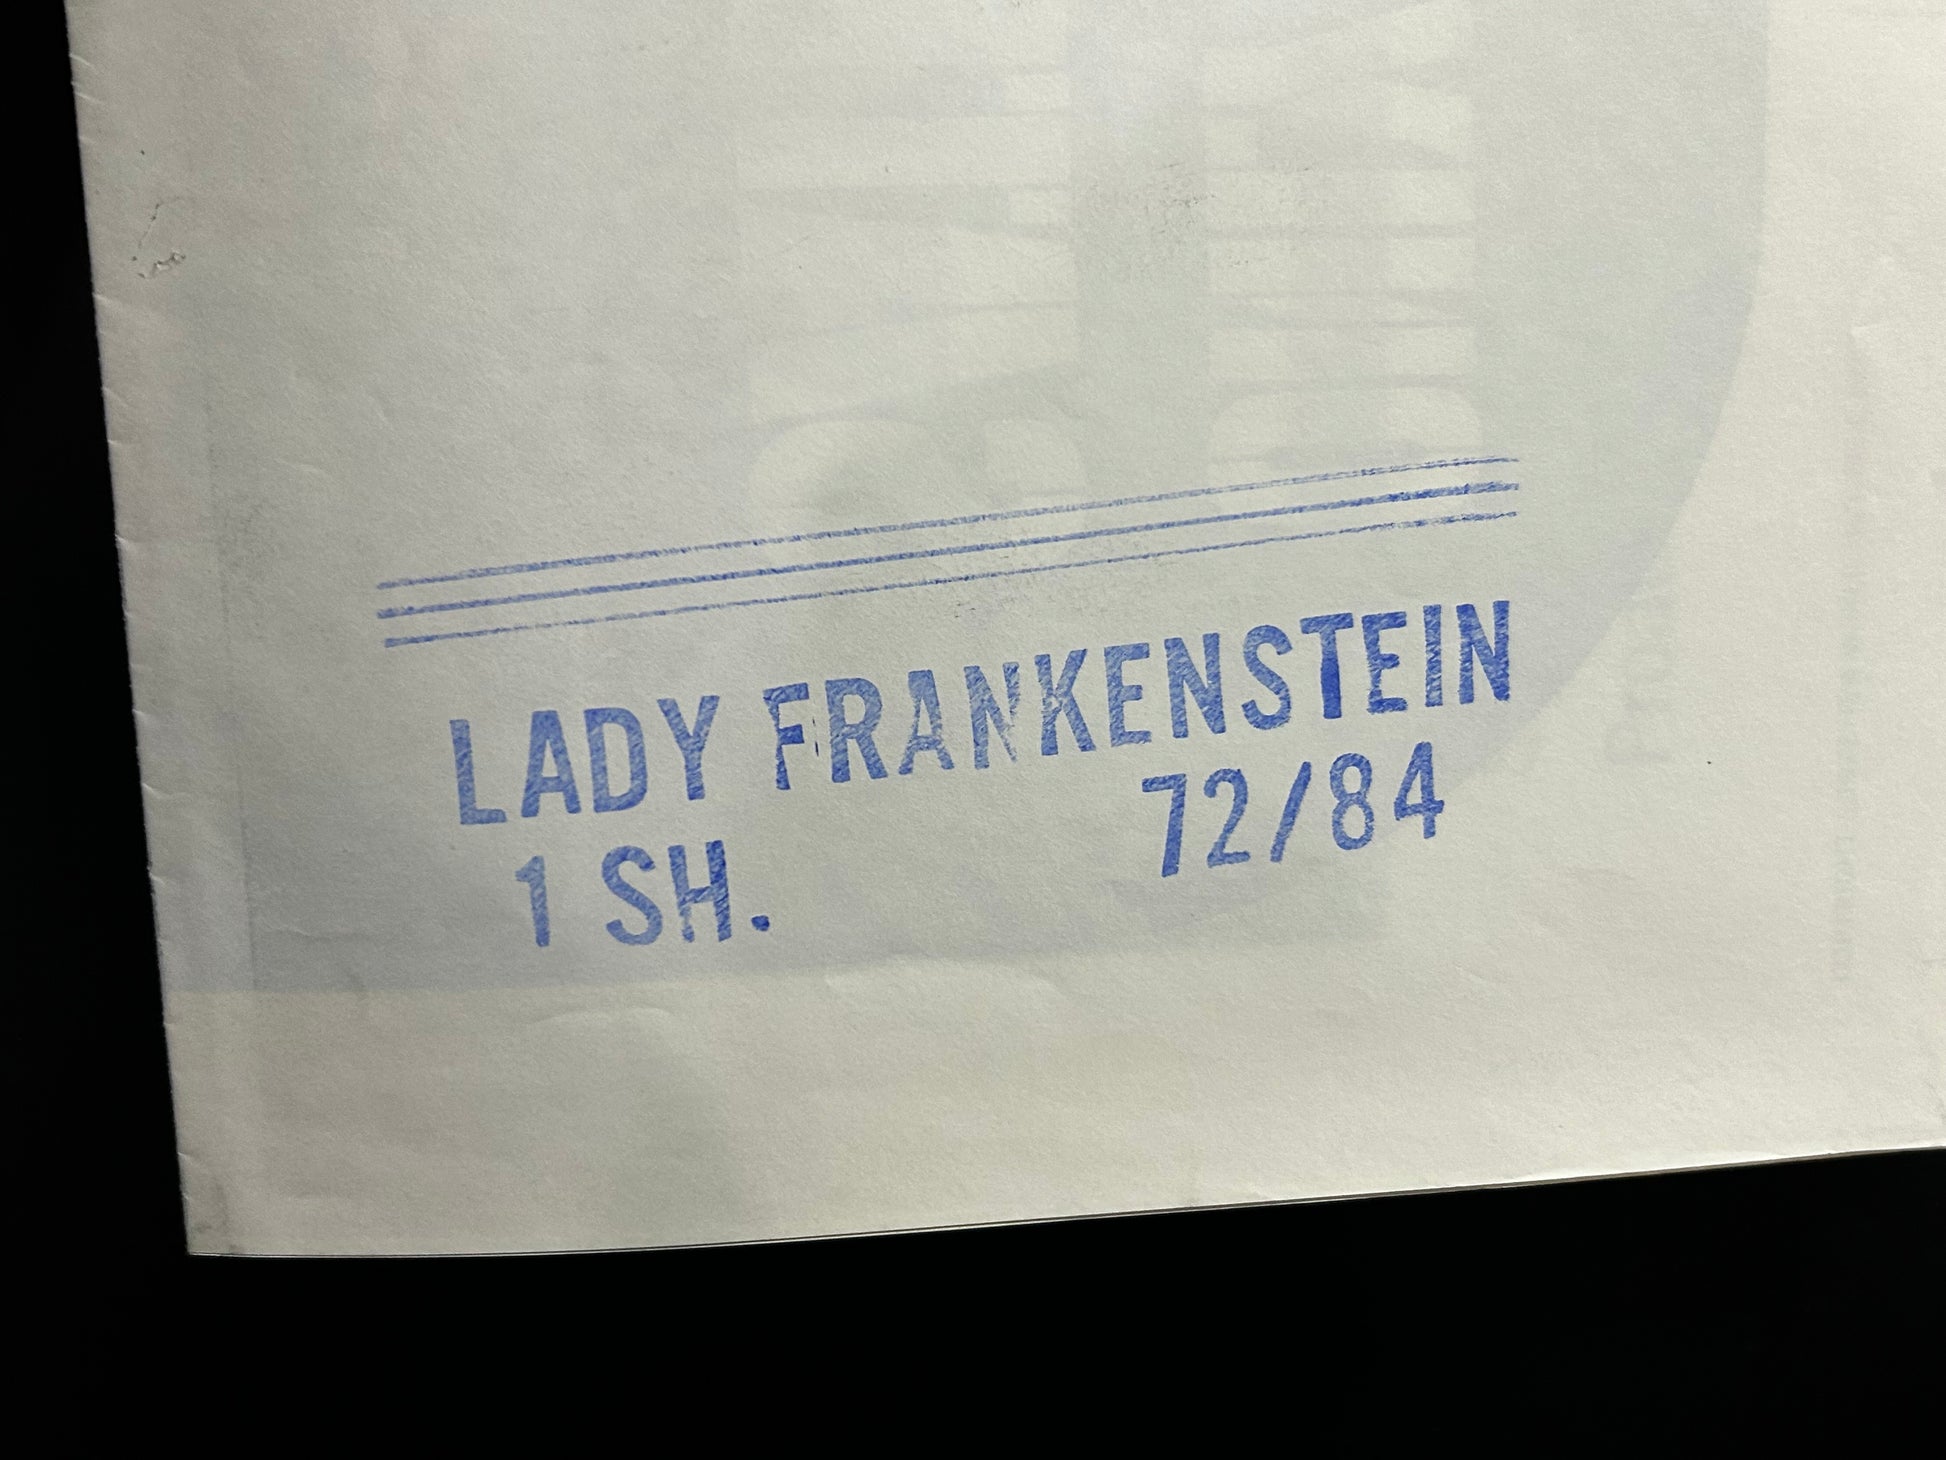 LADY FRANKENSTEIN
72/84
1 SH.